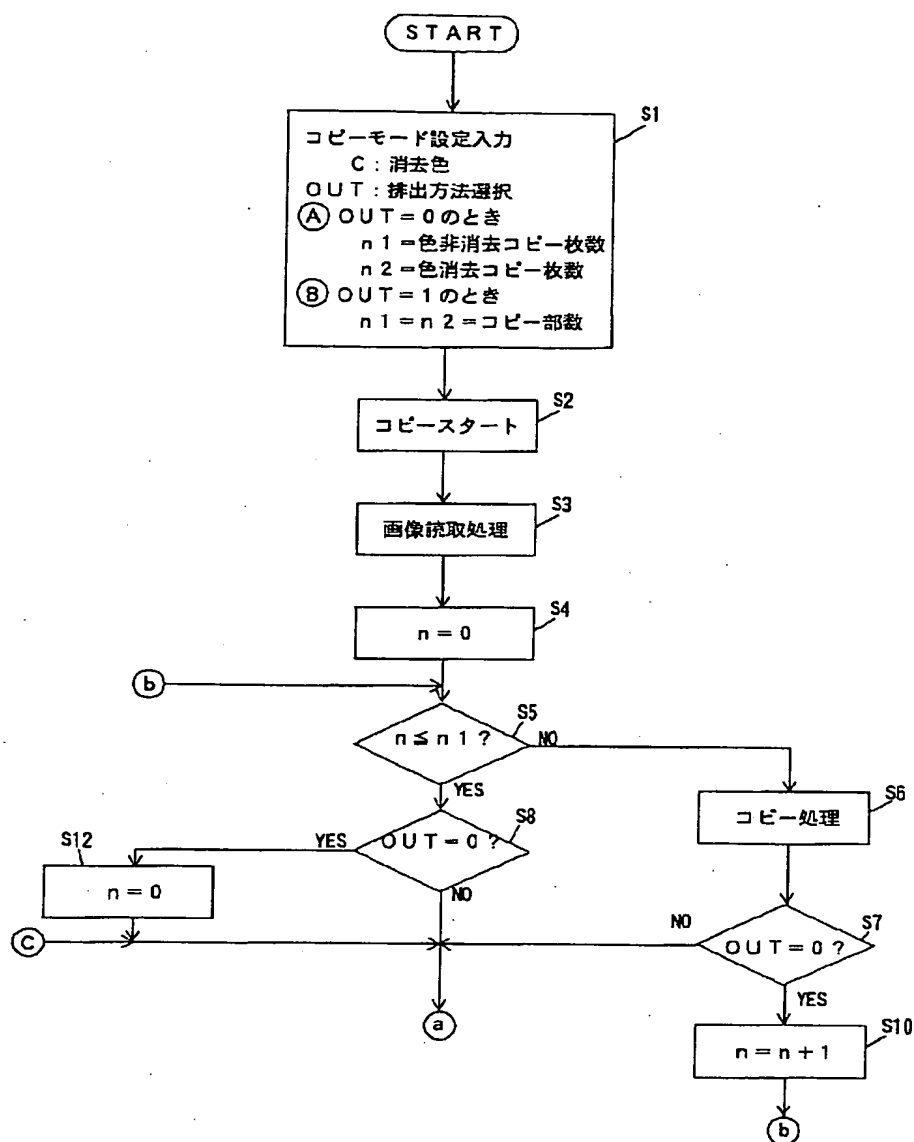 START
S1
コピーモード設定入力
C:消去色
OUT:排出方法選択
Ⓐ OUT=0のとき
n1=色非消去コピー枚数
n2=色消去コピー枚数
Ⓑ OUT=1のとき
n1=n2=コピー部数
S2
コピースタート
S3
画像読取処理
S4
n=0
b
S5
n≦n1?
NO
YES
S6
コピー処理
S8
OUT=0?
YES
NO
S12
n=0
C
S7
OUT=0?
NO
YES
a
S10
n=n+1
b